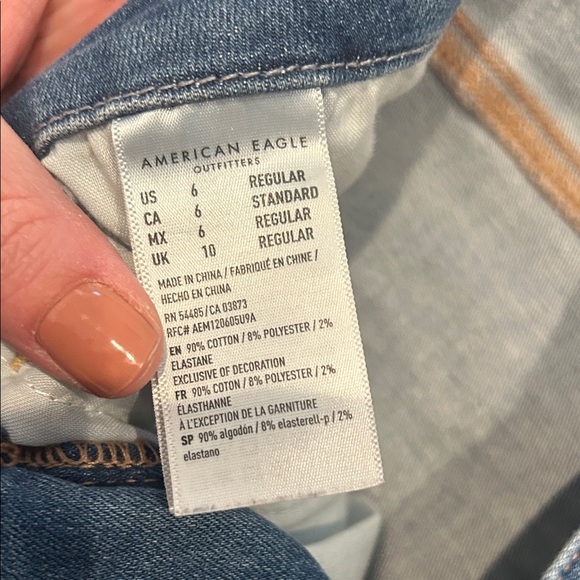 AMERICAN EAGLE
OUTFITTERS
US 6 REGULAR
CA 6 STANDARD
MX 6 REGULAR
UK 10 REGULAR
MADE IN CHINA / FABRIQUÉ EN CHINE /
HECHO EN CHINA
RN 54485/CA 03873
RFC# AEM120605U9A
EN 90% COTTON / 8% POLYESTER / 2%
ELASTANE
EXCLUSIVE OF DECORATION
FR 90% COTON / 8% POLYESTER / 2%
ÉLASTHANNE
À L'EXCEPTION DE LA GARNITURE
SP 90% algodón / 8% elasterell-p / 2%
elastano